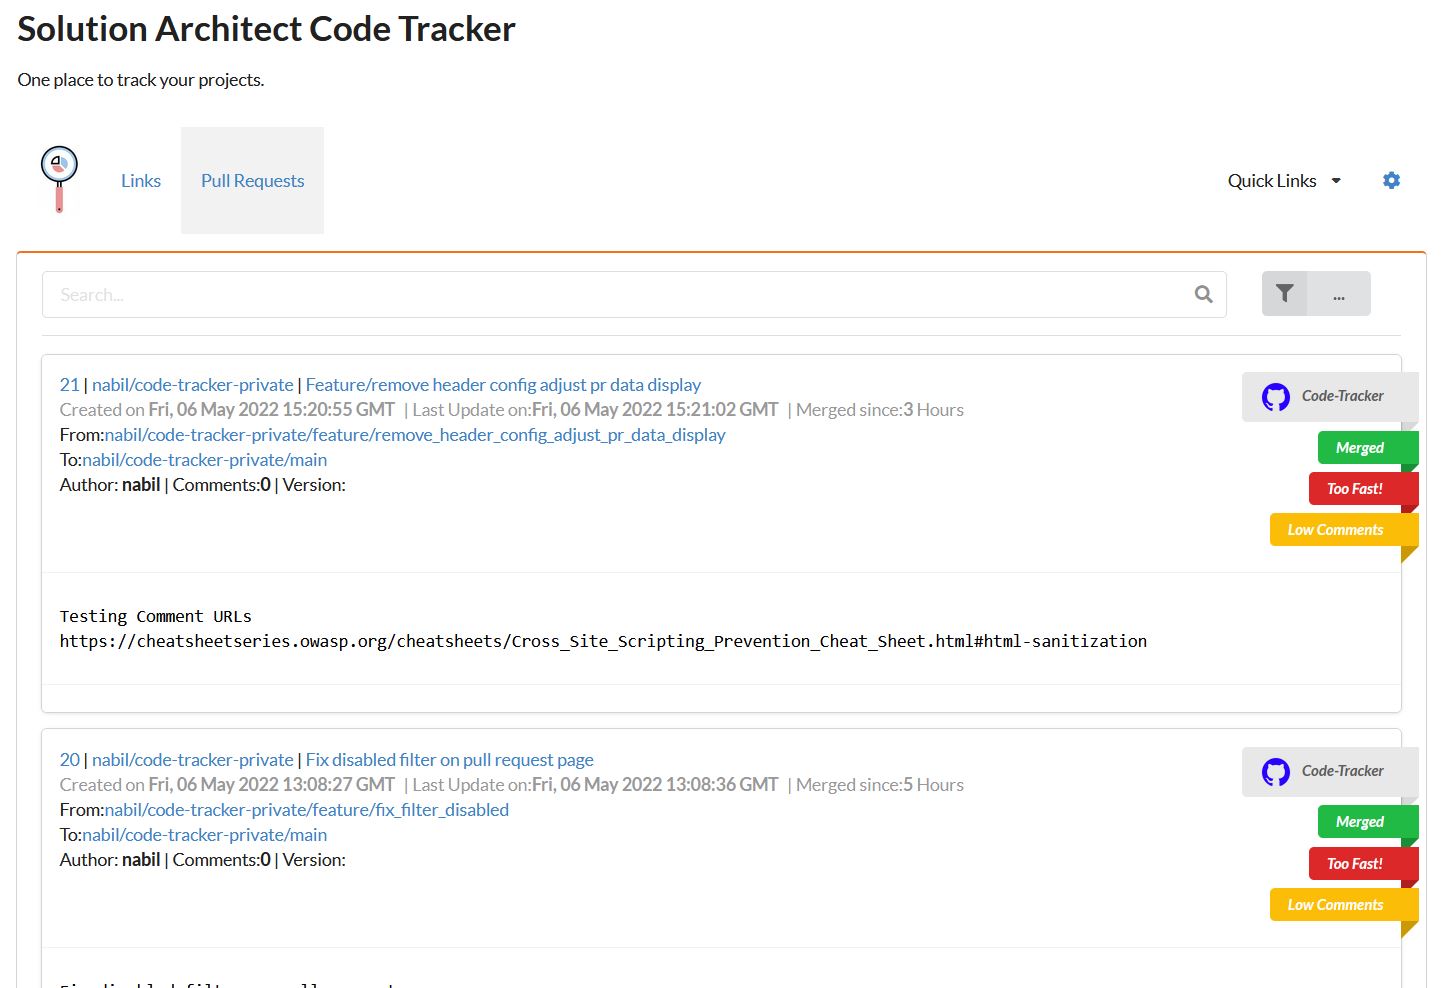 Solution Architect Code Tracker
One place to track your projects.
Links
Pull Requests
Quick Links
Search...
...
21 | nabil/code-tracker-private | Feature/remove header config adjust pr data display
Created on Fri, 06 May 2022 15:20:55 GMT | Last Update on:Fri, 06 May 2022 15:21:02 GMT | Merged since:3 Hours
From:nabil/code-tracker-private/feature/remove_header_config_adjust_pr_data_display
To:nabil/code-tracker-private/main
Author: nabil | Comments:0 | Version:
Code-Tracker
Merged
Too Fast!
Low Comments
Testing Comment URLs
https://cheatsheetseries.owasp.org/cheatsheets/Cross_Site_Scripting_Prevention_Cheat_Sheet.html#html-sanitization
20 | nabil/code-tracker-private | Fix disabled filter on pull request page
Created on Fri, 06 May 2022 13:08:27 GMT | Last Update on:Fri, 06 May 2022 13:08:36 GMT | Merged since:5 Hours
From:nabil/code-tracker-private/feature/fix_filter_disabled
To:nabil/code-tracker-private/main
Author: nabil | Comments:0 | Version:
Code-Tracker
Merged
Too Fast!
Low Comments